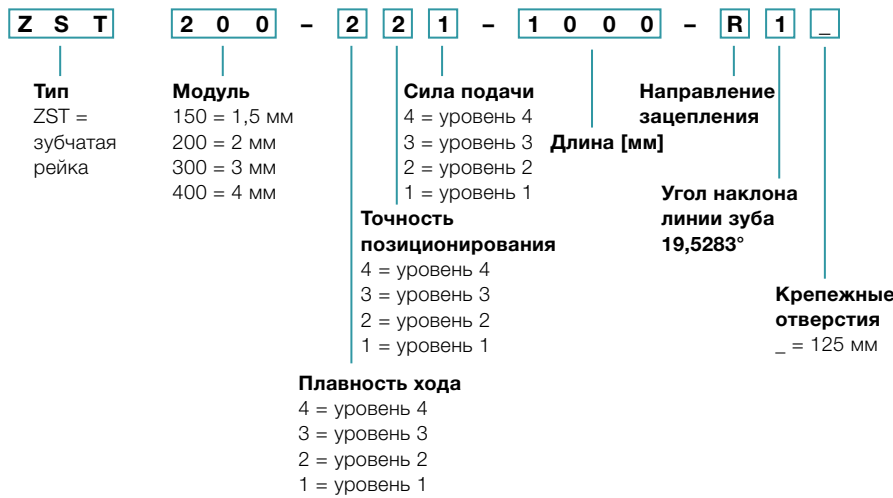 Z S T 2 0 0 – 2 2 1 – 1 0 0 0 – R 1 _
Тип
ZST =
зубчатая
рейка
Модуль
150 = 1,5 мм
200 = 2 мм
300 = 3 мм
400 = 4 мм
Сила подачи
4 = уровень 4
3 = уровень 3
2 = уровень 2
1 = уровень 1
Длина [мм]
Направление
зацепления
Точность
позиционирования
4 = уровень 4
3 = уровень 3
2 = уровень 2
1 = уровень 1
Угол наклона
линии зуба
19,5283°
Крепежные
отверстия
_ = 125 мм
Плавность хода
4 = уровень 4
3 = уровень 3
2 = уровень 2
1 = уровень 1